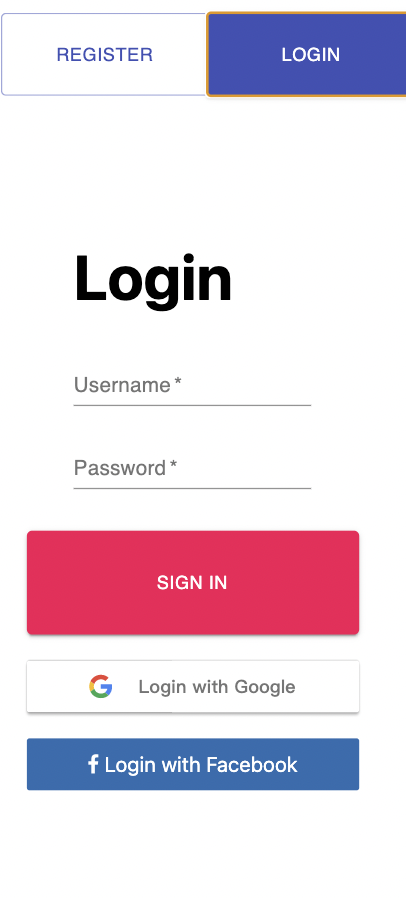 REGISTER LOGIN
Login
Username *
Password *
SIGN IN
Login with Google
Login with Facebook